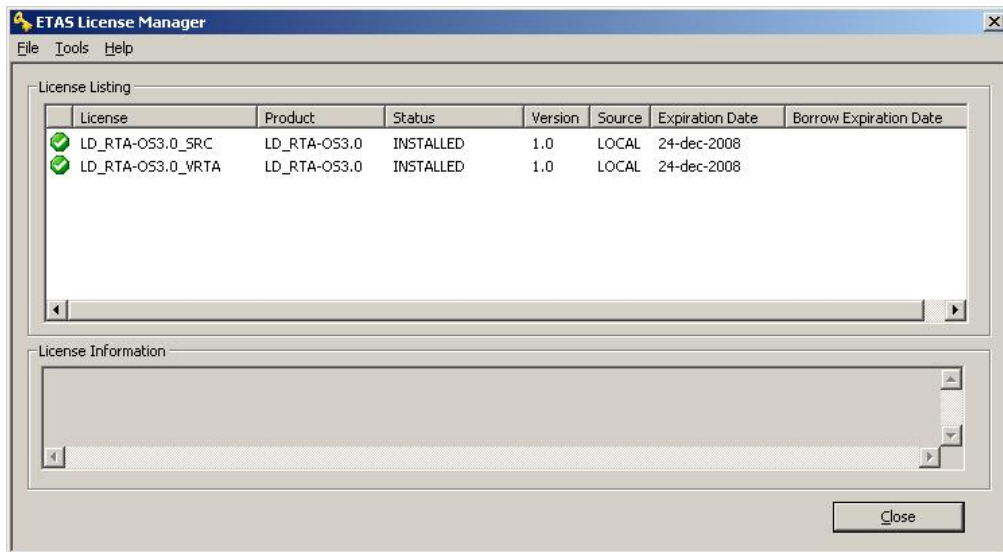 ETAS License Manager
File Tools Help
License Listing
License Product Status Version Source Expiration Date Borrow Expiration Date
LD_RTA-OS3.0_SRC LD_RTA-OS3.0 INSTALLED 1.0 LOCAL 24-dec-2008
LD_RTA-OS3.0_VRTA LD_RTA-OS3.0 INSTALLED 1.0 LOCAL 24-dec-2008
License Information
Close